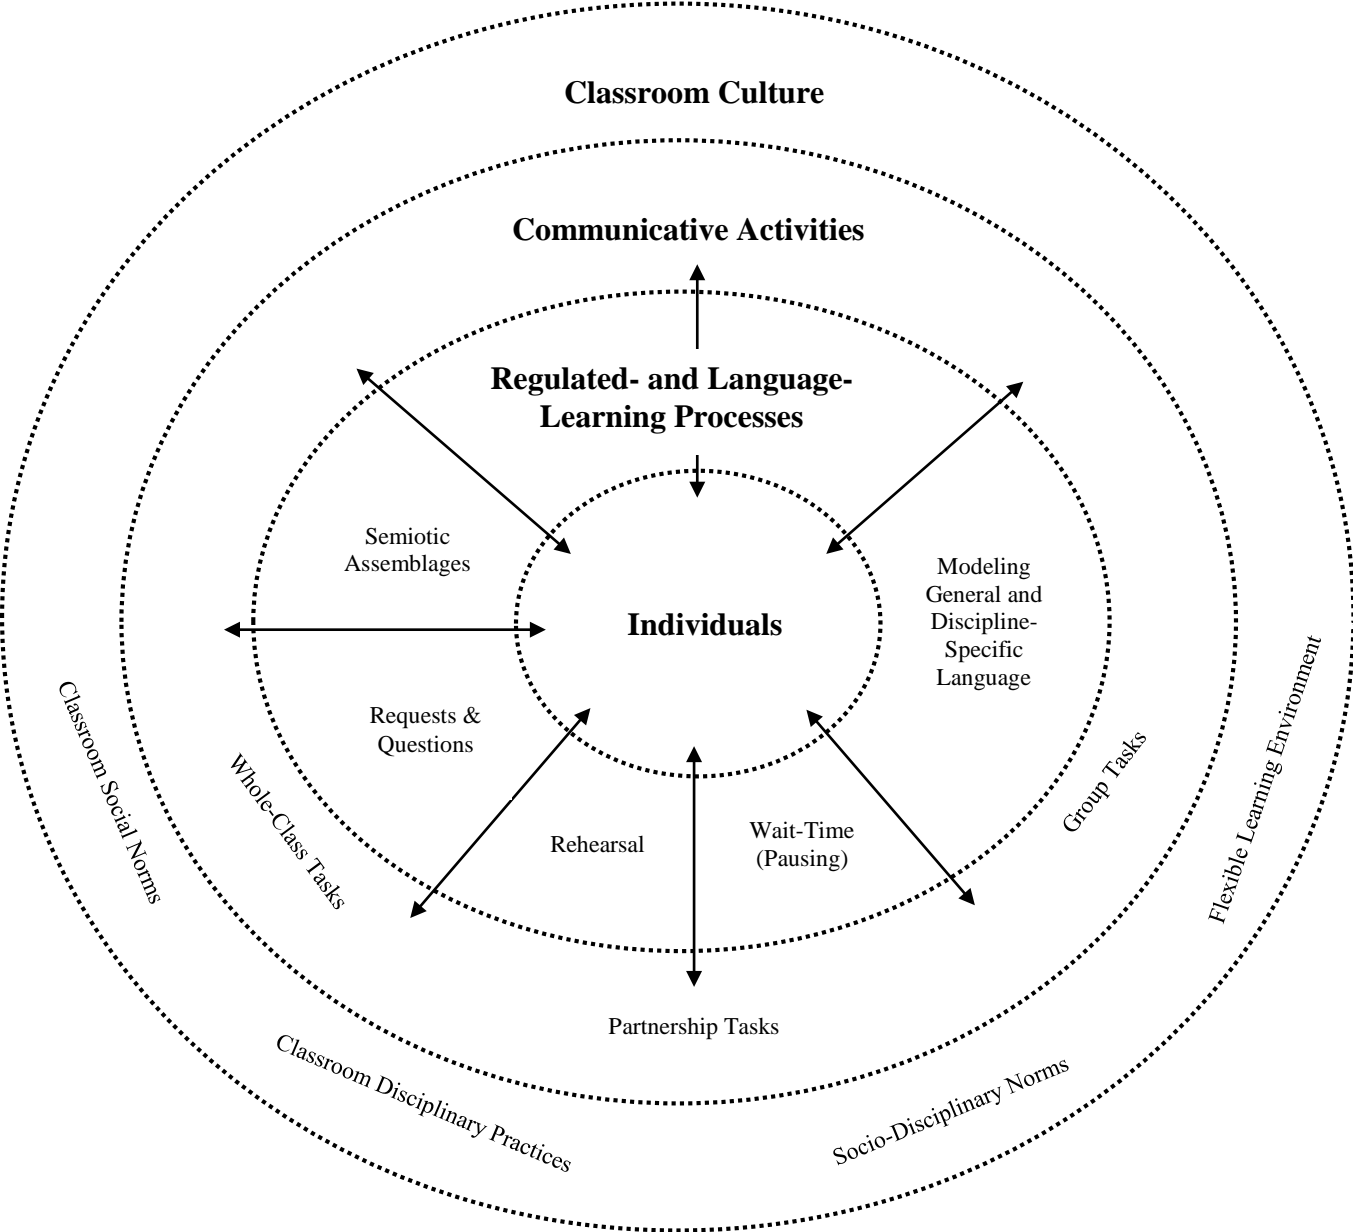 Classroom Culture
Communicative Activities
Regulated- and Language-
Learning Processes
Semiotic
Assemblages
Modeling
General and
Discipline-
Specific
Language
Individuals
Requests &
Questions
Rehearsal
Wait-Time
(Pausing)
Whole-Class Tasks
Group Tasks
Partnership Tasks
Classroom Social Norms
Flexible Learning Environment
Classroom Disciplinary Practices
Socio-Disciplinary Norms